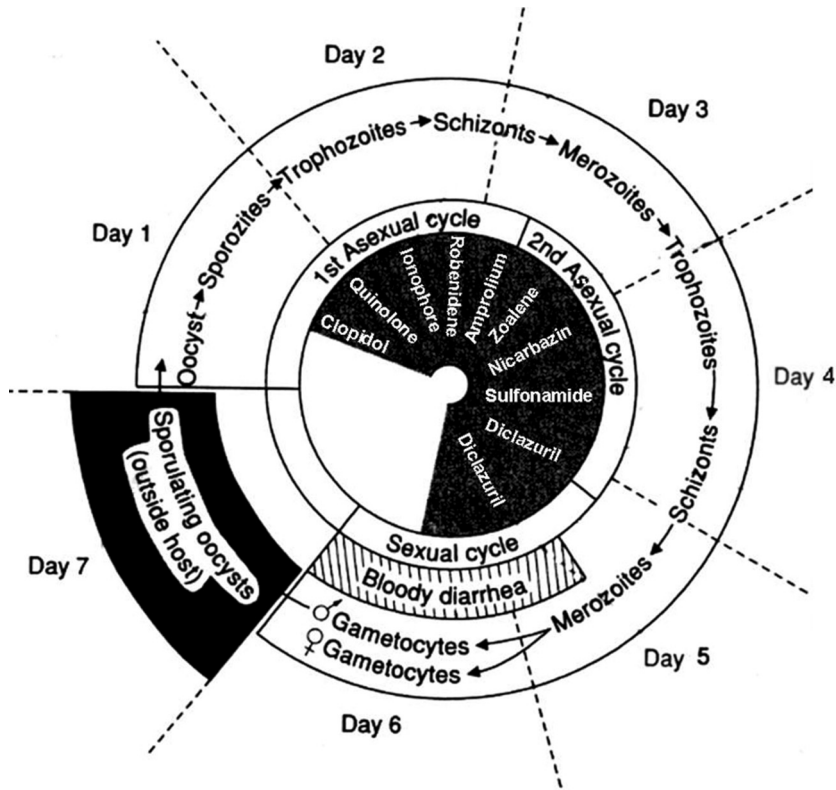 Day 1
Day 2
Day 3
Day 4
Day 5
Day 6
Day 7
Oocyst
Sporozites
Trophozoites
Schizonts
Merozoites
Trophozoites
Schizonts
Merozoites
♂ Gametocytes
♀ Gametocytes
Sporulating oocysts
(outside host)
1st Asexual cycle
2nd Asexual cycle
Sexual cycle
Bloody diarrhea
Clopidol
Quinolone
Ionophore
Robenidene
Amprolium
Zoalene
Nicarbazin
Sulfonamide
Diclazuril
Diclazuril